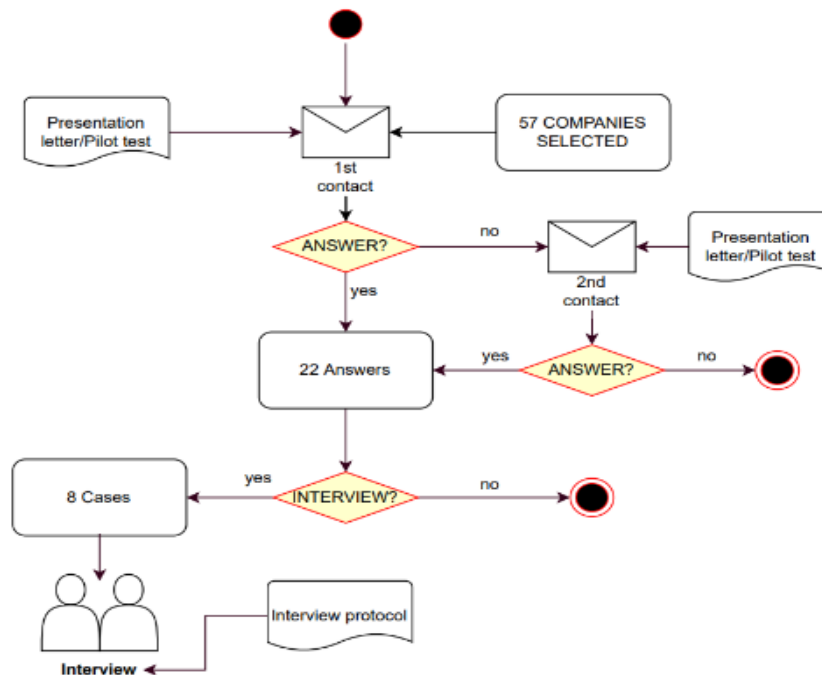 Presentation
letter/Pilot test
57 COMPANIES
SELECTED
1st
contact
ANSWER?
no
Presentation
letter/Pilot test
2nd
contact
yes
22 Answers
yes
ANSWER?
no
8 Cases
yes
INTERVIEW?
no
Interview protocol
Interview